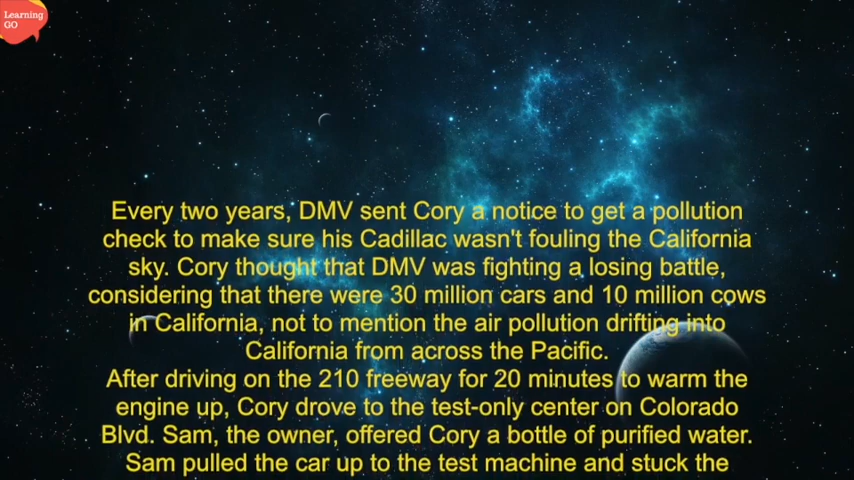 Learning
GO
Every two years, DMV sent Cory a notice to get a pollution
check to make sure his Cadillac wasn't fouling the California
sky. Cory thought that DMV was fighting a losing battle,
considering that there were 30 million cars and 10 million cows
in California, not to mention the air pollution drifting into
California from across the Pacific.
After driving on the 210 freeway for 20 minutes to warm the
engine up, Cory drove to the test-only center on Colorado
Blvd. Sam, the owner, offered Cory a bottle of purified water.
Sam pulled the car up to the test machine and stuck the